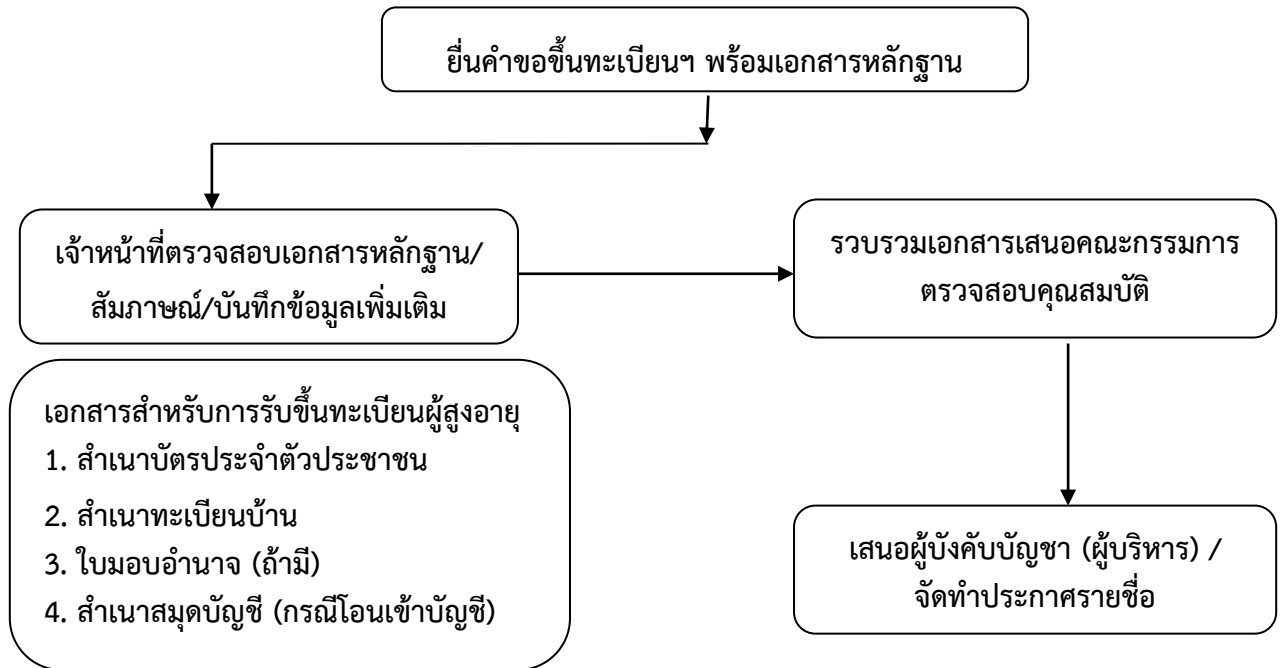 ยื่นคำขอขึ้นทะเบียนฯ พร้อมเอกสารหลักฐาน
เจ้าหน้าที่ตรวจสอบเอกสารหลักฐาน/
สัมภาษณ์/บันทึกข้อมูลเพิ่มเติม
รวบรวมเอกสารเสนอคณะกรรมการ
ตรวจสอบคุณสมบัติ
เอกสารสำหรับการรับขึ้นทะเบียนผู้สูงอายุ
1. สำเนาบัตรประจำตัวประชาชน
2. สำเนาทะเบียนบ้าน
3. ใบมอบอำนาจ (ถ้ามี)
4. สำเนาสมุดบัญชี (กรณีโอนเข้าบัญชี)
เสนอผู้บังคับบัญชา (ผู้บริหาร) /
จัดทำประกาศรายชื่อ